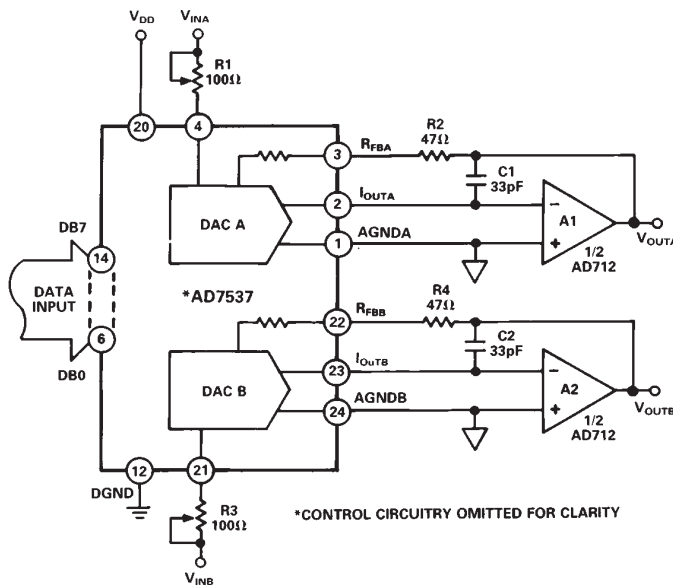 VDD
VINA
R1
100Ω
20
4
3
RFBA
R2
47Ω
C1
33pF
DAC A
2
IOUTA
1
AGNDA
A1
−
+
1/2
AD712
VOUTA
DB7
14
DATA
INPUT
6
DB0
*AD7537
22
RFBB
R4
47Ω
C2
33pF
DAC B
23
IOuTB
24
AGNDB
A2
−
+
1/2
AD712
VOUTB
12
DGND
21
R3
100Ω
VINB
*CONTROL CIRCUITRY OMITTED FOR CLARITY